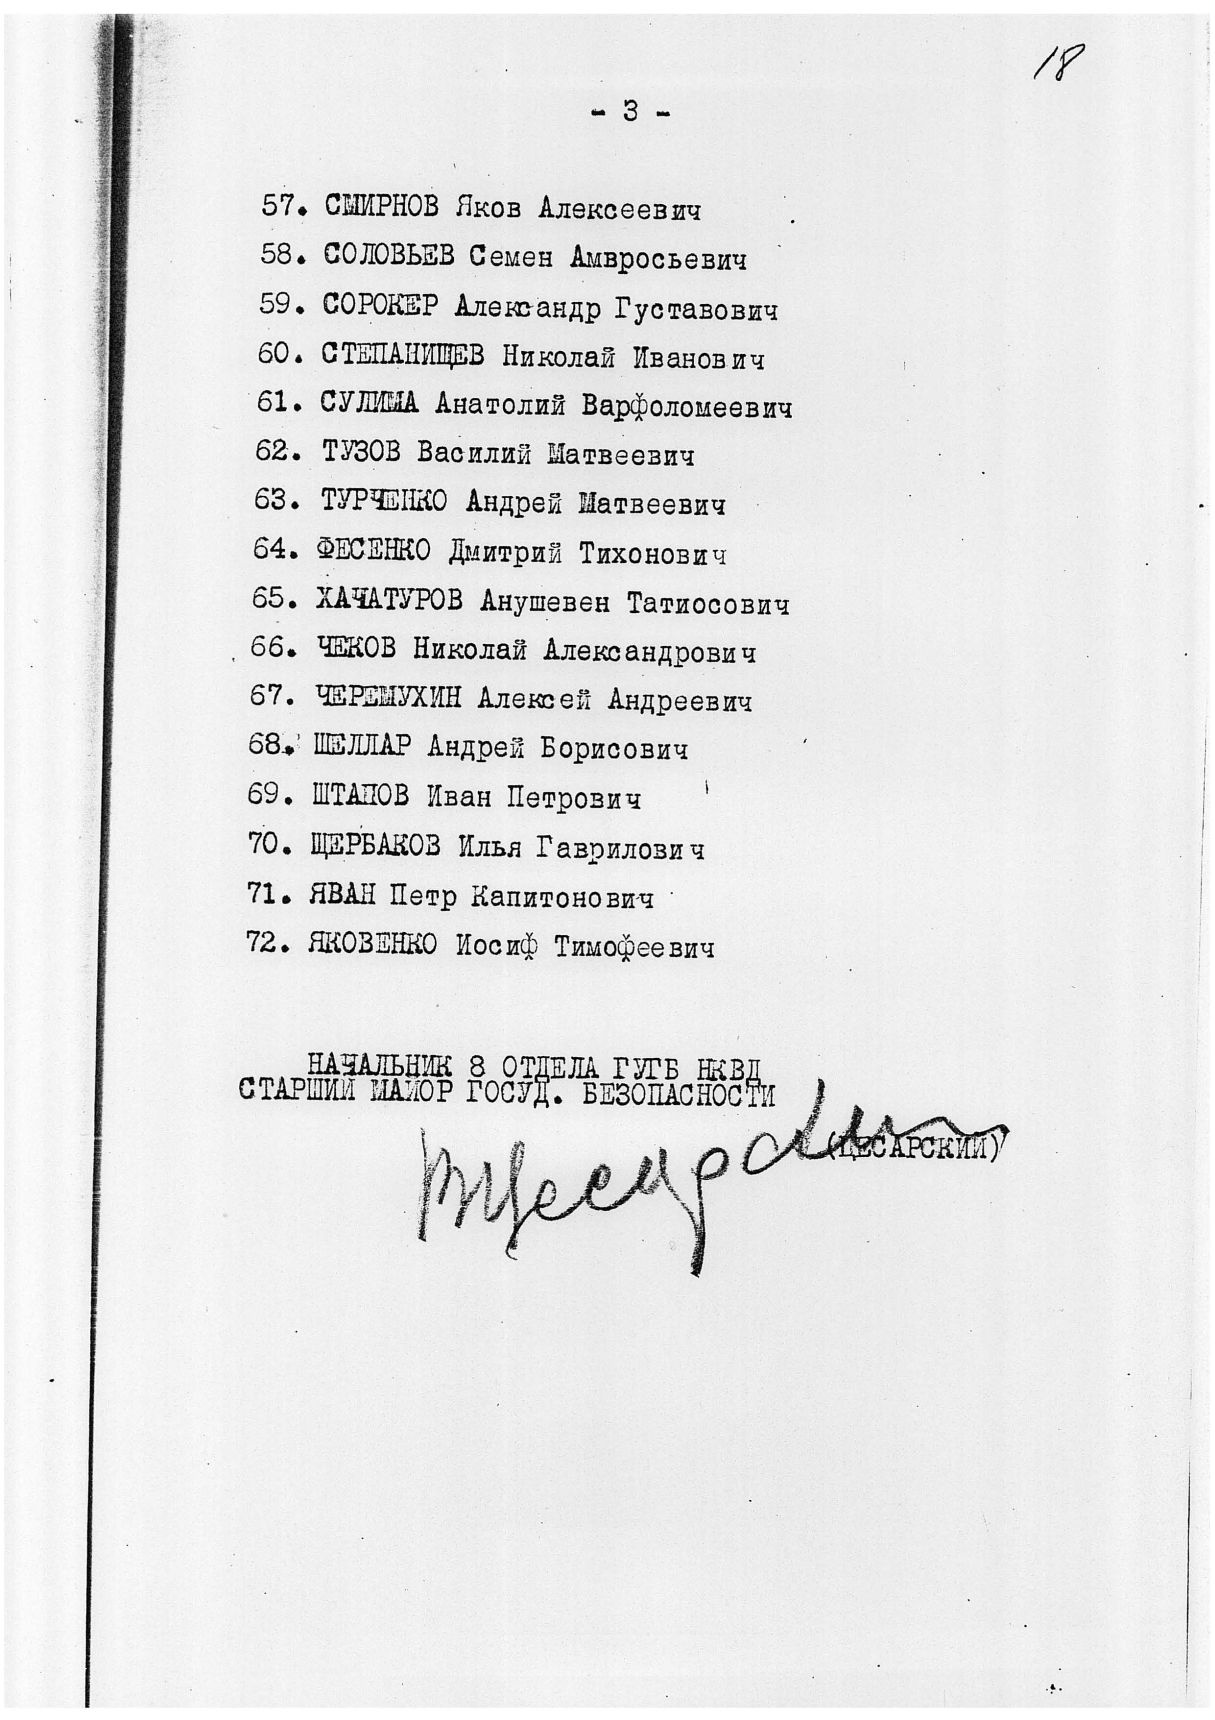 18
- 3 -
57. СМИРНОВ Яков Алексеевич
58. СОЛОВЬЕВ Семен Амвросьевич
59. СОРОКЕР Александр Густавович
60. СТЕПАНИЩЕВ Николай Иванович
61. СУЛИМА Анатолий Варфоломеевич
62. ТУЗОВ Василий Матвеевич
63. ТУРЧЕНКО Андрей Матвеевич
64. ФЕСЕНКО Дмитрий Тихонович
65. ХАЧАТУРОВ Анушевен Татиосович
66. ЧЕКОВ Николай Александрович
67. ЧЕРЕМУХИН Алексей Андреевич
68. ШЕЛЛАР Андрей Борисович
69. ШТАПОВ Иван Петрович
70. ЩЕРБАКОВ Илья Гаврилович
71. ЯВАН Петр Капитонович
72. ЯКОВЕНКО Иосиф Тимофеевич
НАЧАЛЬНИК 8 ОТДЕЛА ГУГБ НКВД
СТАРШИЙ МАЙОР ГОСУД. БЕЗОПАСНОСТИ
(ЦЕСАРСКИЙ)